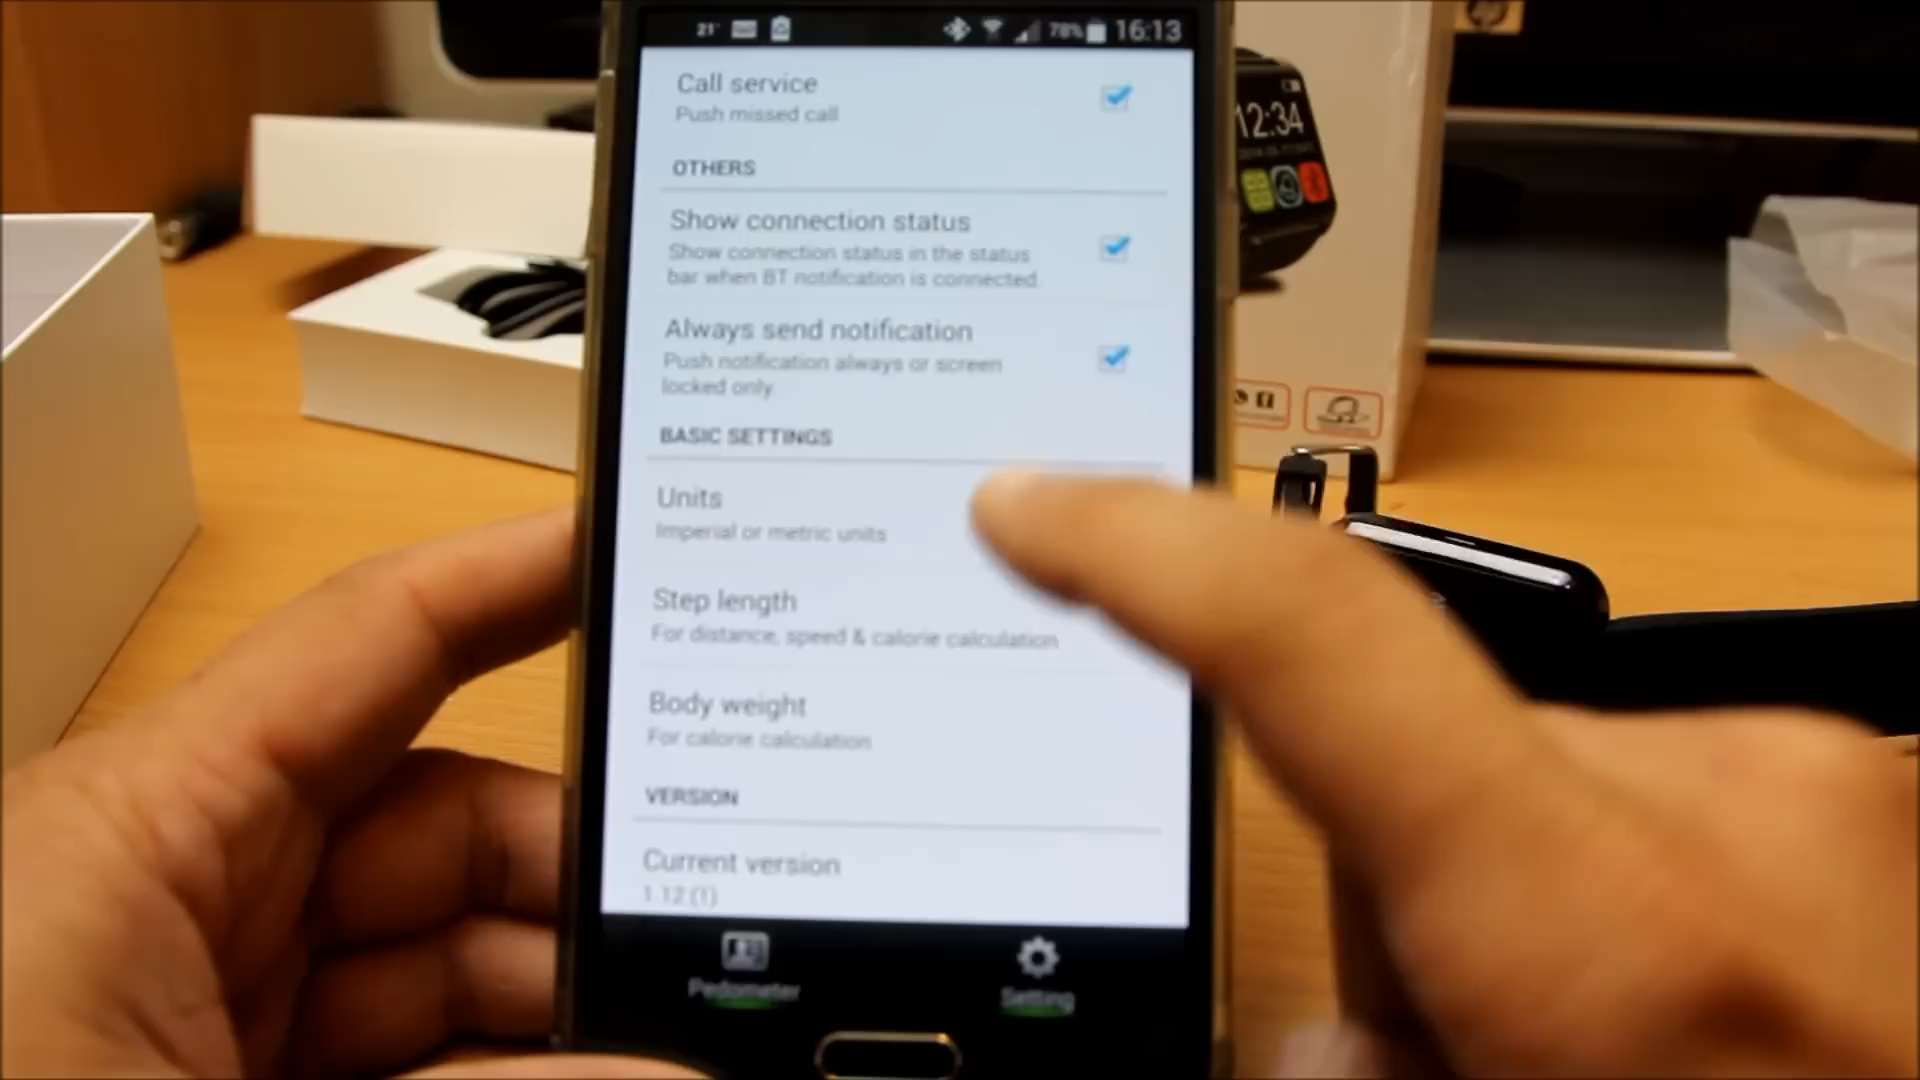 21°
78%
16:13
Call service
Push missed call
OTHERS
Show connection status
Show connection status in the status
bar when BT notification is connected.
Always send notification
Push notification always or screen
locked only.
BASIC SETTINGS
Units
Imperial or metric units
Step length
For distance, speed & calorie calculation
Body weight
For calorie calculation
VERSION
Current version
1.12.(1)
Pedometer
Setting
12:34
hp